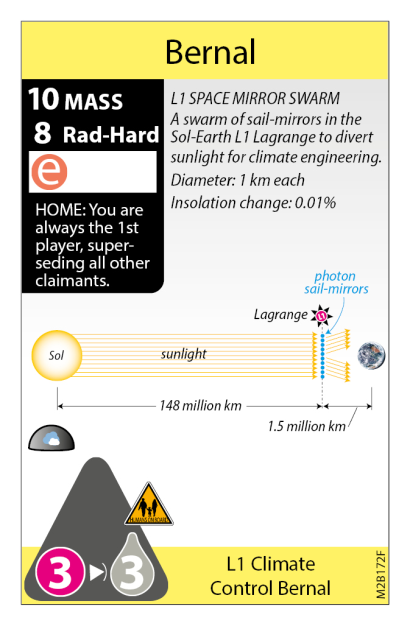 Bernal
10 MASS
8 Rad-Hard
e
HOME: You are
always the 1st
player, super-
seding all other
claimants.
L1 SPACE MIRROR SWARM
A swarm of sail-mirrors in the
Sol-Earth L1 Lagrange to divert
sunlight for climate engineering.
Diameter: 1 km each
Insolation change: 0.01%
photon
sail-mirrors
Lagrange
Sol
sunlight
148 million km
1.5 million km
3
3
L1 Climate
Control Bernal
M2B172F